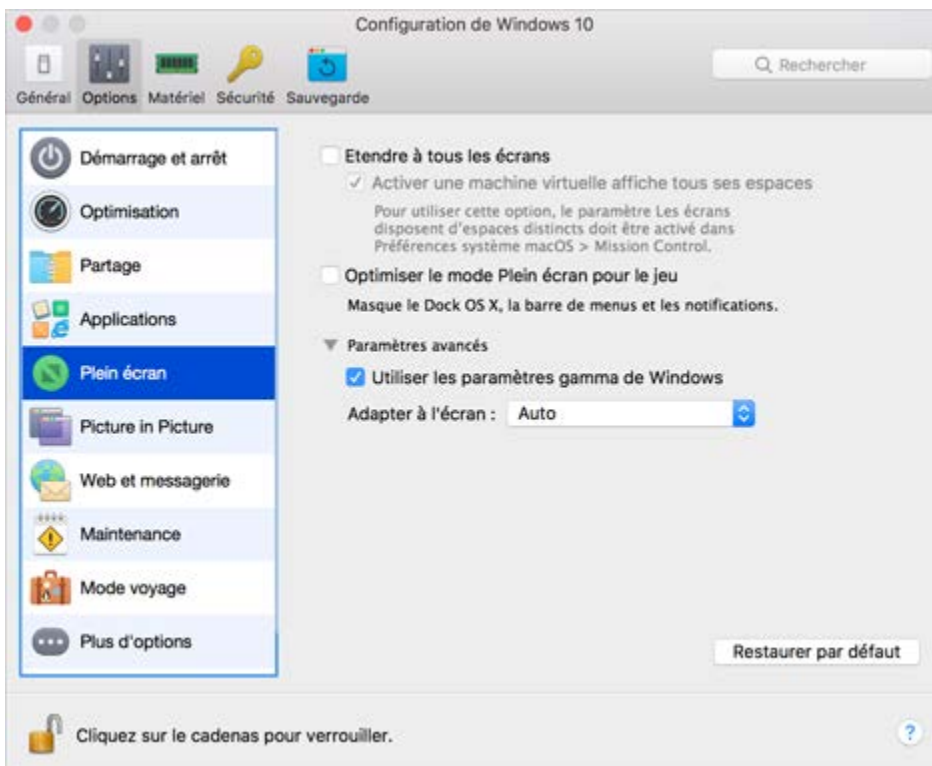 Configuration de Windows 10
Général Options Matériel Sécurité Sauvegarde
Rechercher
Démarrage et arrêt
Optimisation
Partage
Applications
Plein écran
Picture in Picture
Web et messagerie
Maintenance
Mode voyage
Plus d'options
Etendre à tous les écrans
Activer une machine virtuelle affiche tous ses espaces
Pour utiliser cette option, le paramètre Les écrans
disposent d'espaces distincts doit être activé dans
Préférences système macOS > Mission Control.
Optimiser le mode Plein écran pour le jeu
Masque le Dock OS X, la barre de menus et les notifications.
Paramètres avancés
Utiliser les paramètres gamma de Windows
Adapter à l'écran : Auto
Restaurer par défaut
Cliquez sur le cadenas pour verrouiller.
?